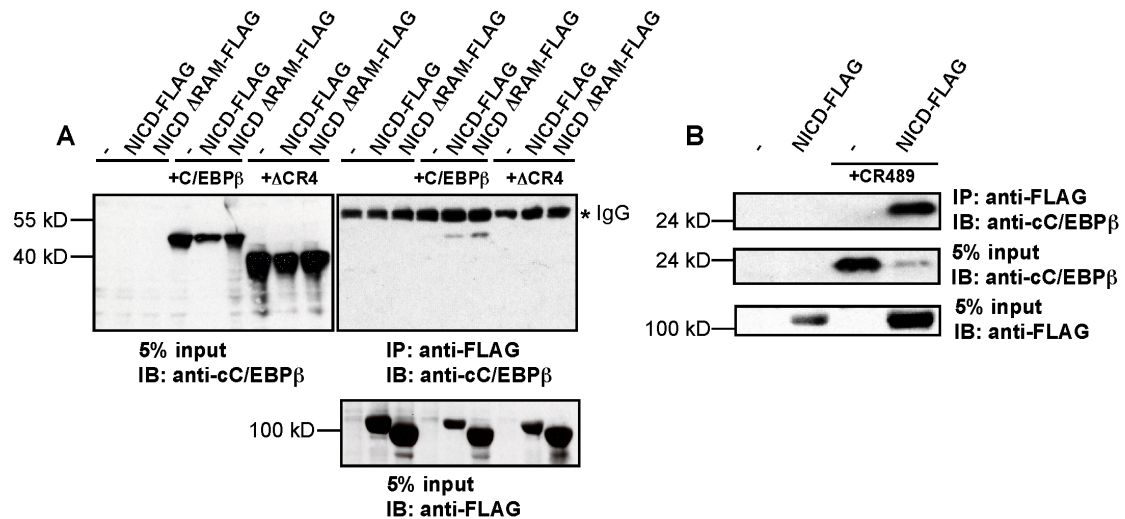 A
-
NICD-FLAG
NICD ΔRAM-FLAG
-
NICD-FLAG
NICD ΔRAM-FLAG
-
NICD-FLAG
NICD ΔRAM-FLAG
-
NICD-FLAG
NICD ΔRAM-FLAG
-
NICD-FLAG
NICD ΔRAM-FLAG
-
NICD-FLAG
NICD ΔRAM-FLAG
+C/EBPβ +ΔCR4 +C/EBPβ +ΔCR4
55 kD
40 kD
* IgG
5% input
IB: anti-cC/EBPβ
IP: anti-FLAG
IB: anti-cC/EBPβ
100 kD
5% input
IB: anti-FLAG
B
-
NICD-FLAG
-
NICD-FLAG
+CR489
24 kD
IP: anti-FLAG
IB: anti-cC/EBPβ
24 kD
5% input
IB: anti-cC/EBPβ
100 kD
5% input
IB: anti-FLAG